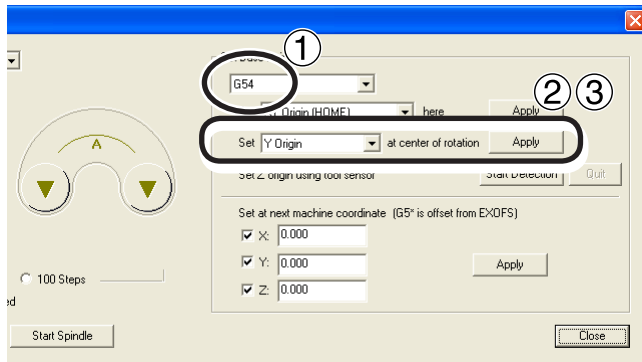 ①
G54
Y Origin (HOME) here Apply
② ③
Set Y Origin at center of rotation Apply
Set Z origin using tool sensor Start Detection Quit
Set at next machine coordinate (G5* is offset from EXOFS)
X: 0.000
Y: 0.000 Apply
Z: 0.000
A
100 Steps
Start Spindle
Close